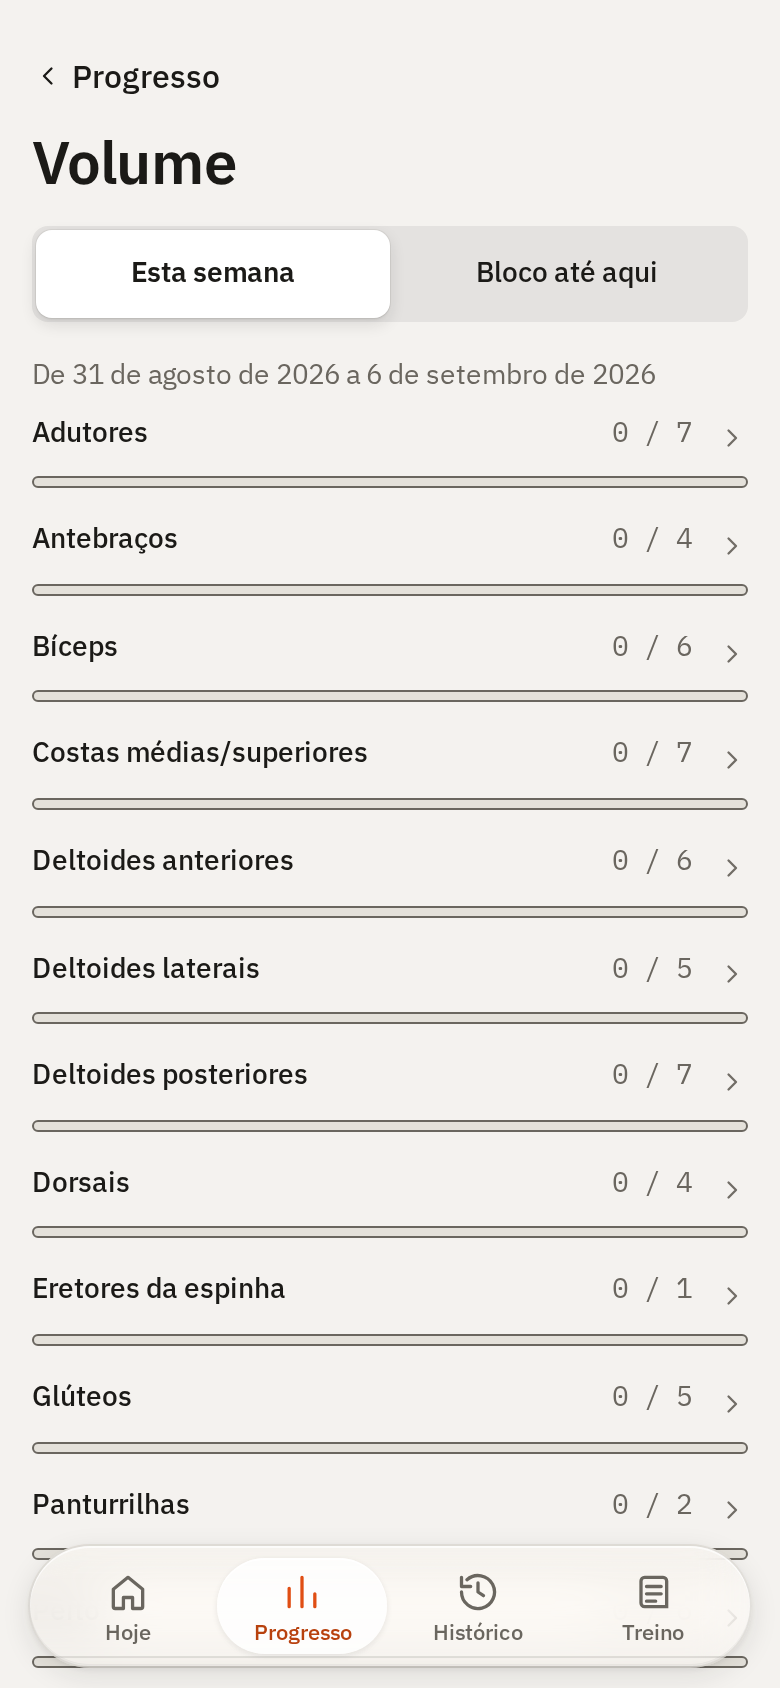 Progresso
Volume
Esta semana
Bloco até aqui
De 31 de agosto de 2026 a 6 de setembro de 2026
Adutores 0 / 7
Antebraços 0 / 4
Bíceps 0 / 6
Costas médias/superiores 0 / 7
Deltoides anteriores 0 / 6
Deltoides laterais 0 / 5
Deltoides posteriores 0 / 7
Dorsais 0 / 4
Eretores da espinha 0 / 1
Glúteos 0 / 5
Panturrilhas 0 / 2
Hoje
Progresso
Histórico
Treino